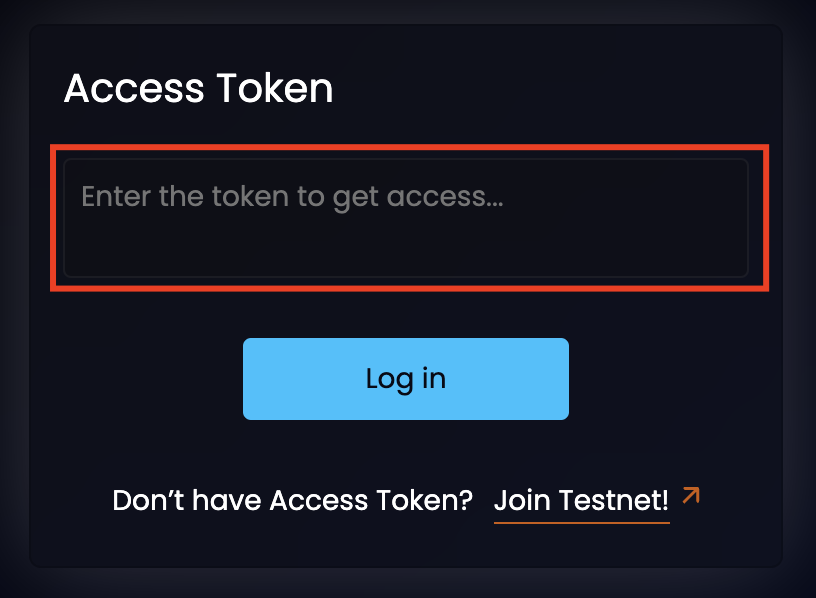 Access Token
Enter the token to get access...
Log in
Don’t have Access Token? Join Testnet!